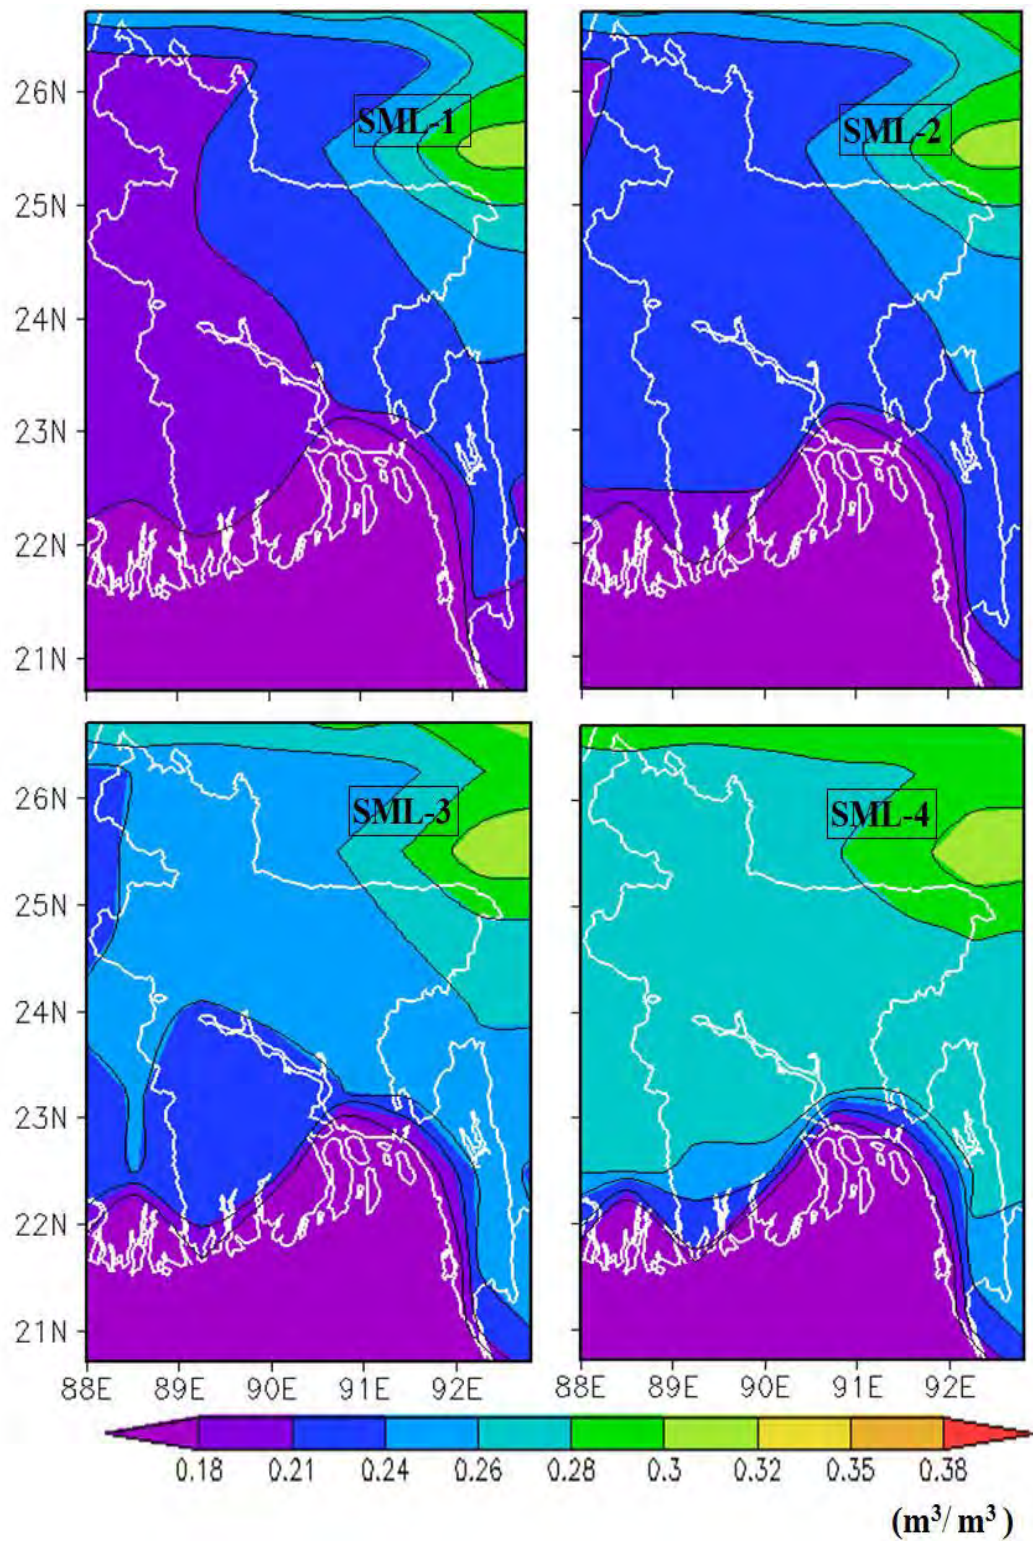 26N
25N
24N
23N
22N
21N
SML-1
SML-2
26N
25N
24N
23N
22N
21N
SML-3
SML-4
88E 89E 90E 91E 92E
88E 89E 90E 91E 92E
0.18 0.21 0.24 0.26 0.28 0.3 0.32 0.35 0.38
(m³/ m³ )